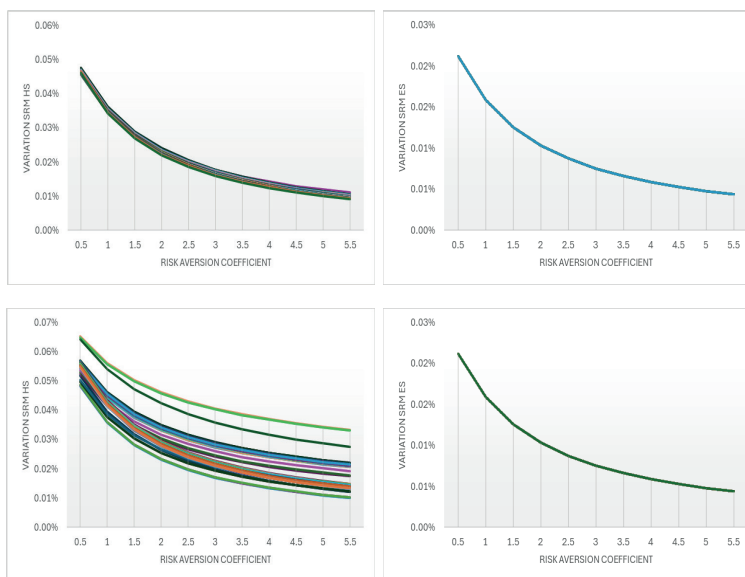 0.06%
0.05%
0.04%
0.03%
0.02%
0.01%
0.00%
VARIATION SRM HS
0.5 1 1.5 2 2.5 3 3.5 4 4.5 5 5.5
RISK AVERSION COEFFICIENT
0.03%
0.02%
0.02%
0.01%
0.01%
0.00%
VARIATION SRM ES
0.5 1 1.5 2 2.5 3 3.5 4 4.5 5 5.5
RISK AVERSION COEFFICIENT
0.07%
0.06%
0.05%
0.04%
0.03%
0.02%
0.01%
0.00%
VARIATION SRM HS
0.5 1 1.5 2 2.5 3 3.5 4 4.5 5 5.5
RISK AVERSION COEFFICIENT
0.03%
0.02%
0.02%
0.01%
0.01%
0.00%
VARIATION SRM ES
0.5 1 1.5 2 2.5 3 3.5 4 4.5 5 5.5
RISK AVERSION COEFFICIENT